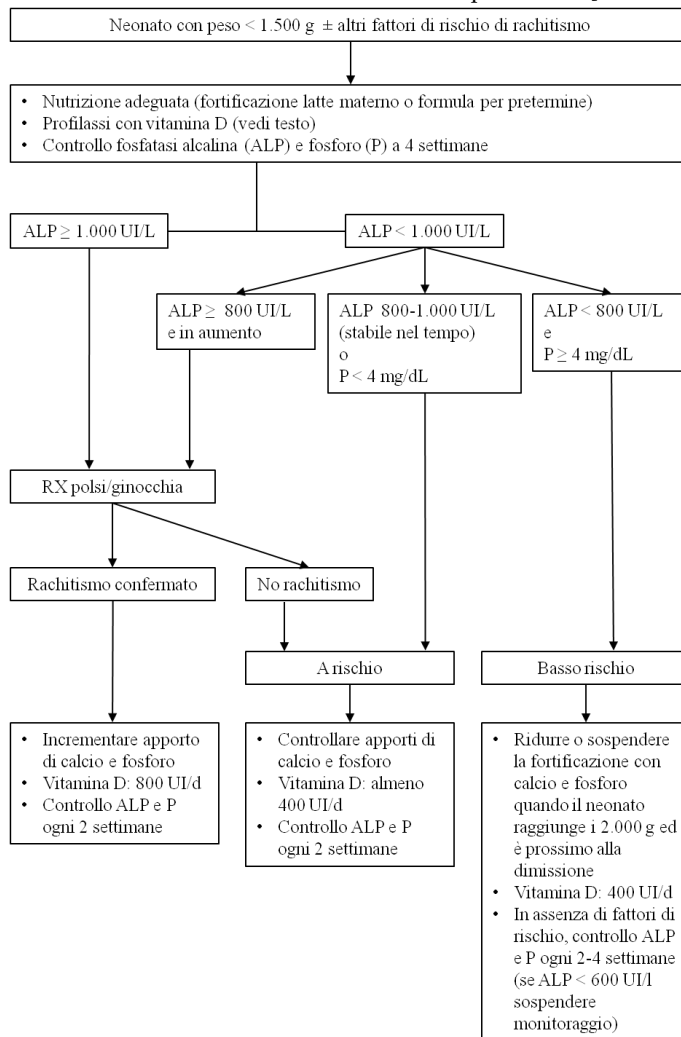 Neonato con peso < 1.500 g ± altri fattori di rischio di rachitismo
• Nutrizione adeguata (fortificazione latte materno o formula per pretermine)
• Profilassi con vitamina D (vedi testo)
• Controllo fosfatasi alcalina (ALP) e fosforo (P) a 4 settimane
ALP ≥ 1.000 UI/L
ALP < 1.000 UI/L
ALP ≥ 800 UI/L
e in aumento
ALP 800-1.000 UI/L
(stabile nel tempo)
o
P < 4 mg/dL
ALP < 800 UI/L
e
P ≥ 4 mg/dL
RX polsi/ginocchia
Rachitismo confermato
No rachitismo
A rischio
Basso rischio
• Incrementare apporto
di calcio e fosforo
• Vitamina D: 800 UI/d
• Controllo ALP e P
ogni 2 settimane
• Controllare apporti di
calcio e fosforo
• Vitamina D: almeno
400 UI/d
• Controllo ALP e P
ogni 2 settimane
• Ridurre o sospendere
la fortificazione con
calcio e fosforo
quando il neonato
raggiunge i 2.000 g ed
è prossimo alla
dimissione
• Vitamina D: 400 UI/d
• In assenza di fattori di
rischio, controllo ALP
e P ogni 2-4 settimane
(se ALP < 600 UI/l
sospendere
monitoraggio)